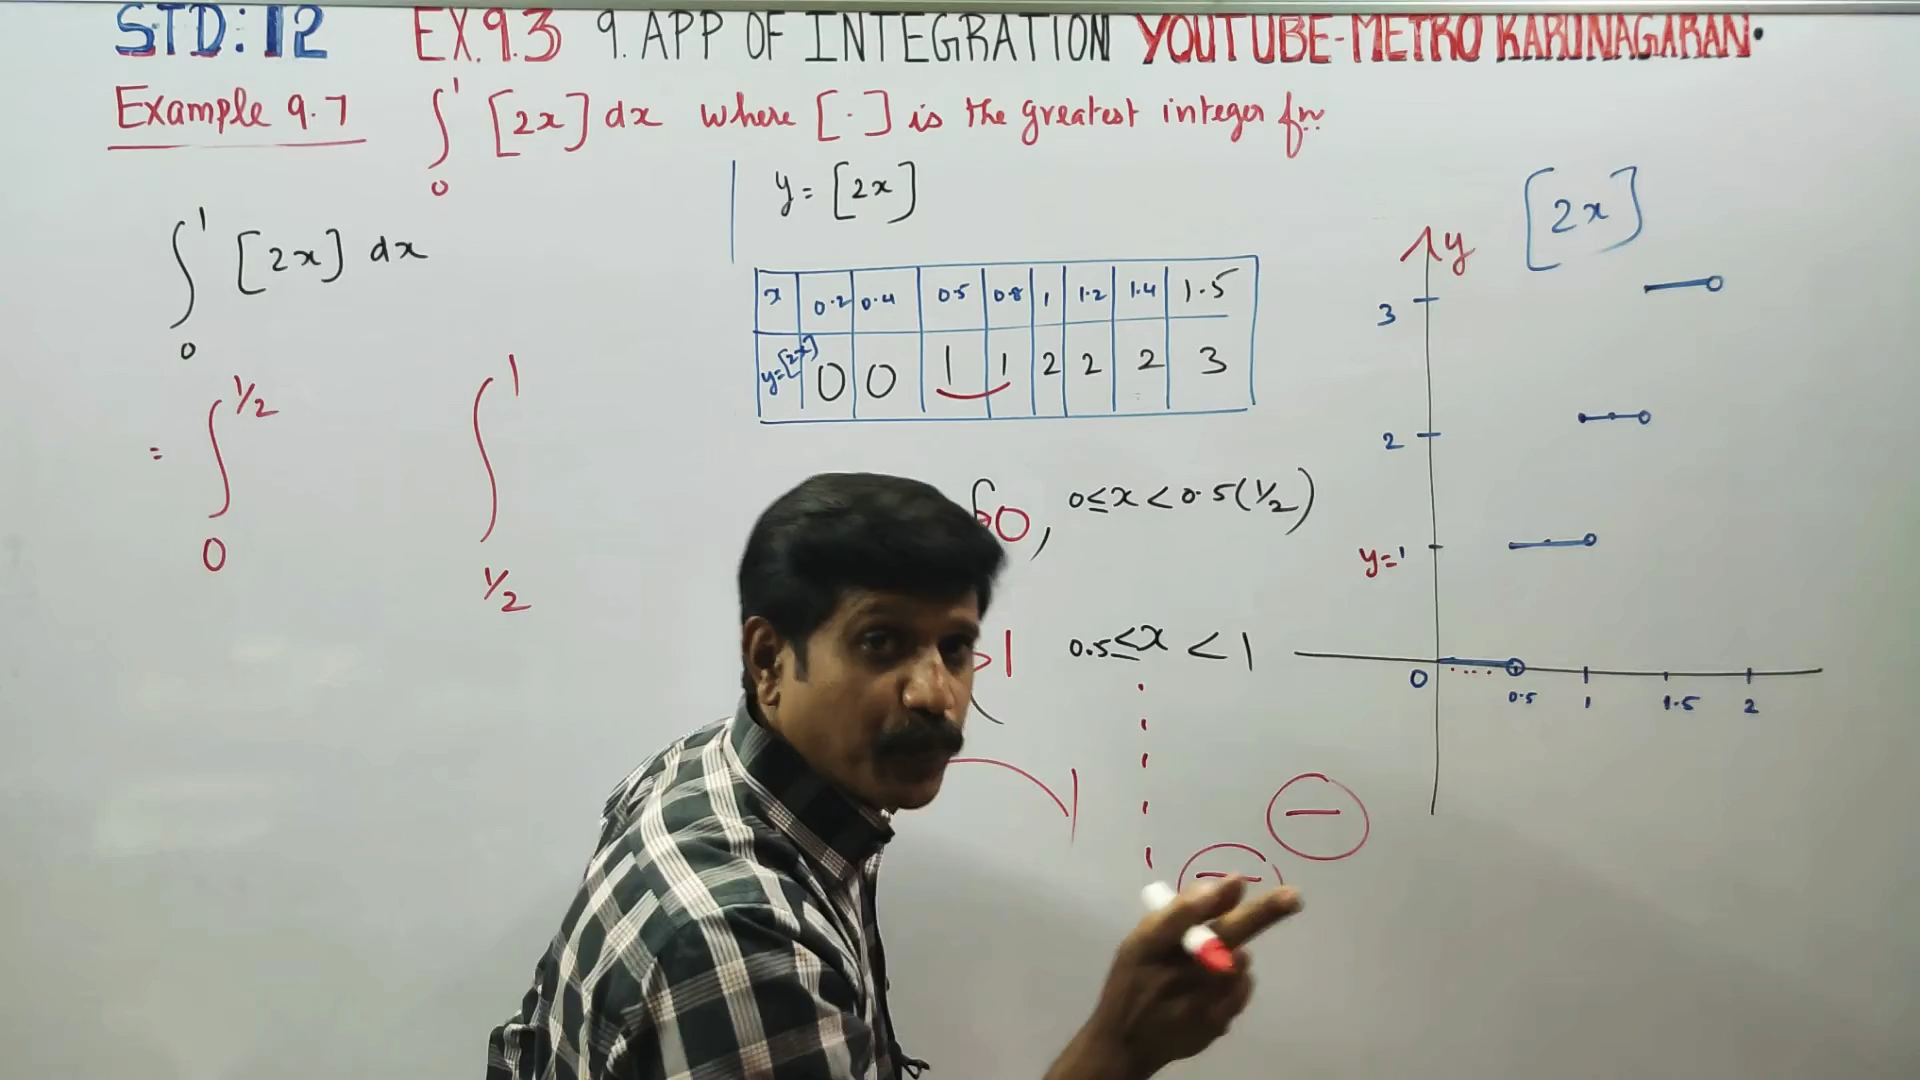 STD: 12 EX.9.3 9. APP OF INTEGRATION YOUTUBE-METRO KARUNAGARAN.
Example 9.7 ∫₀¹ [2x] dx where [·] is the greatest integer fn
∫₀¹ [2x] dx
= ∫₀^1/2 ∫_1/2^1
y = [2x]
x 0.2 0.4 0.5 0.8 1 1.2 1.4 1.5
y=[2x] 0 0 1 1 2 2 2 3
0, 0≤x<0.5(1/2)
1 0.5≤x<1
[2x]
y
3
2
y=1
0 0.5 1 1.5 2